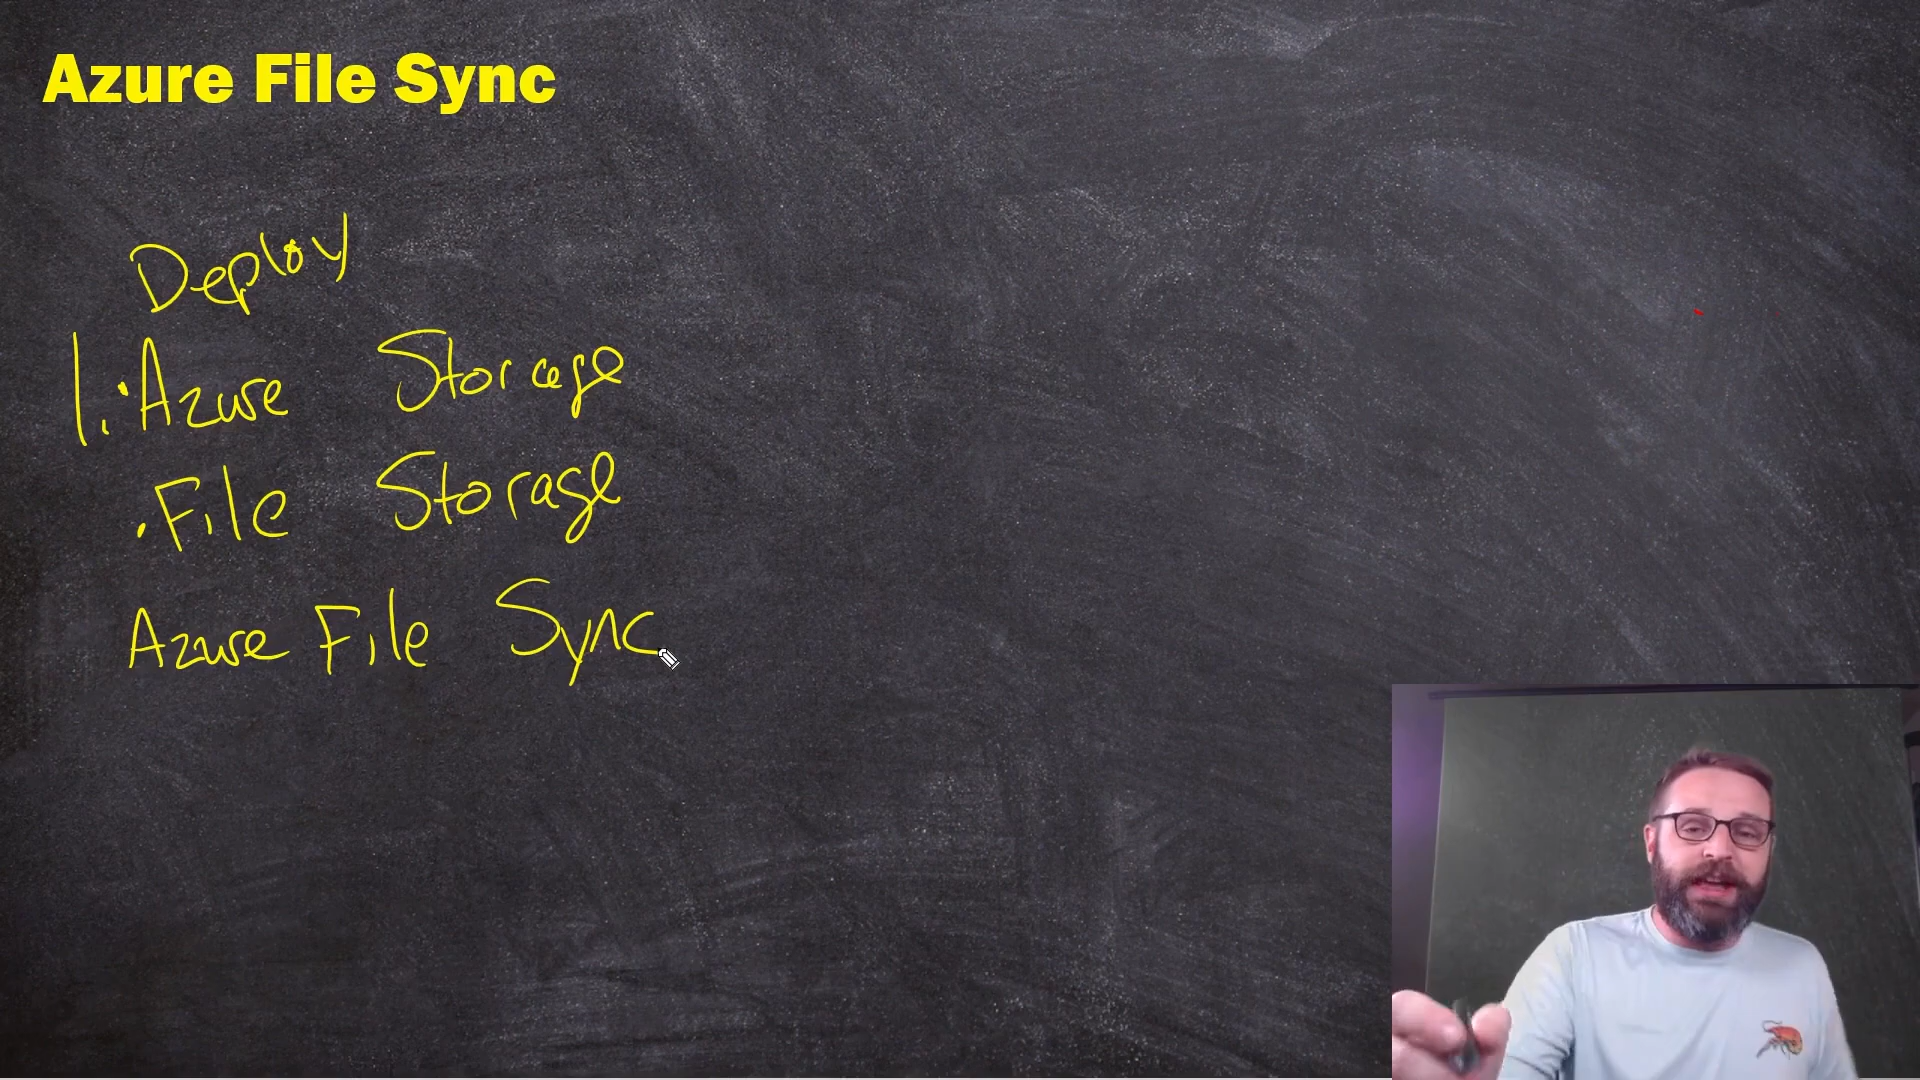 Azure File Sync
Deploy
1. • Azure Storage
• File Storage
Azure File Sync